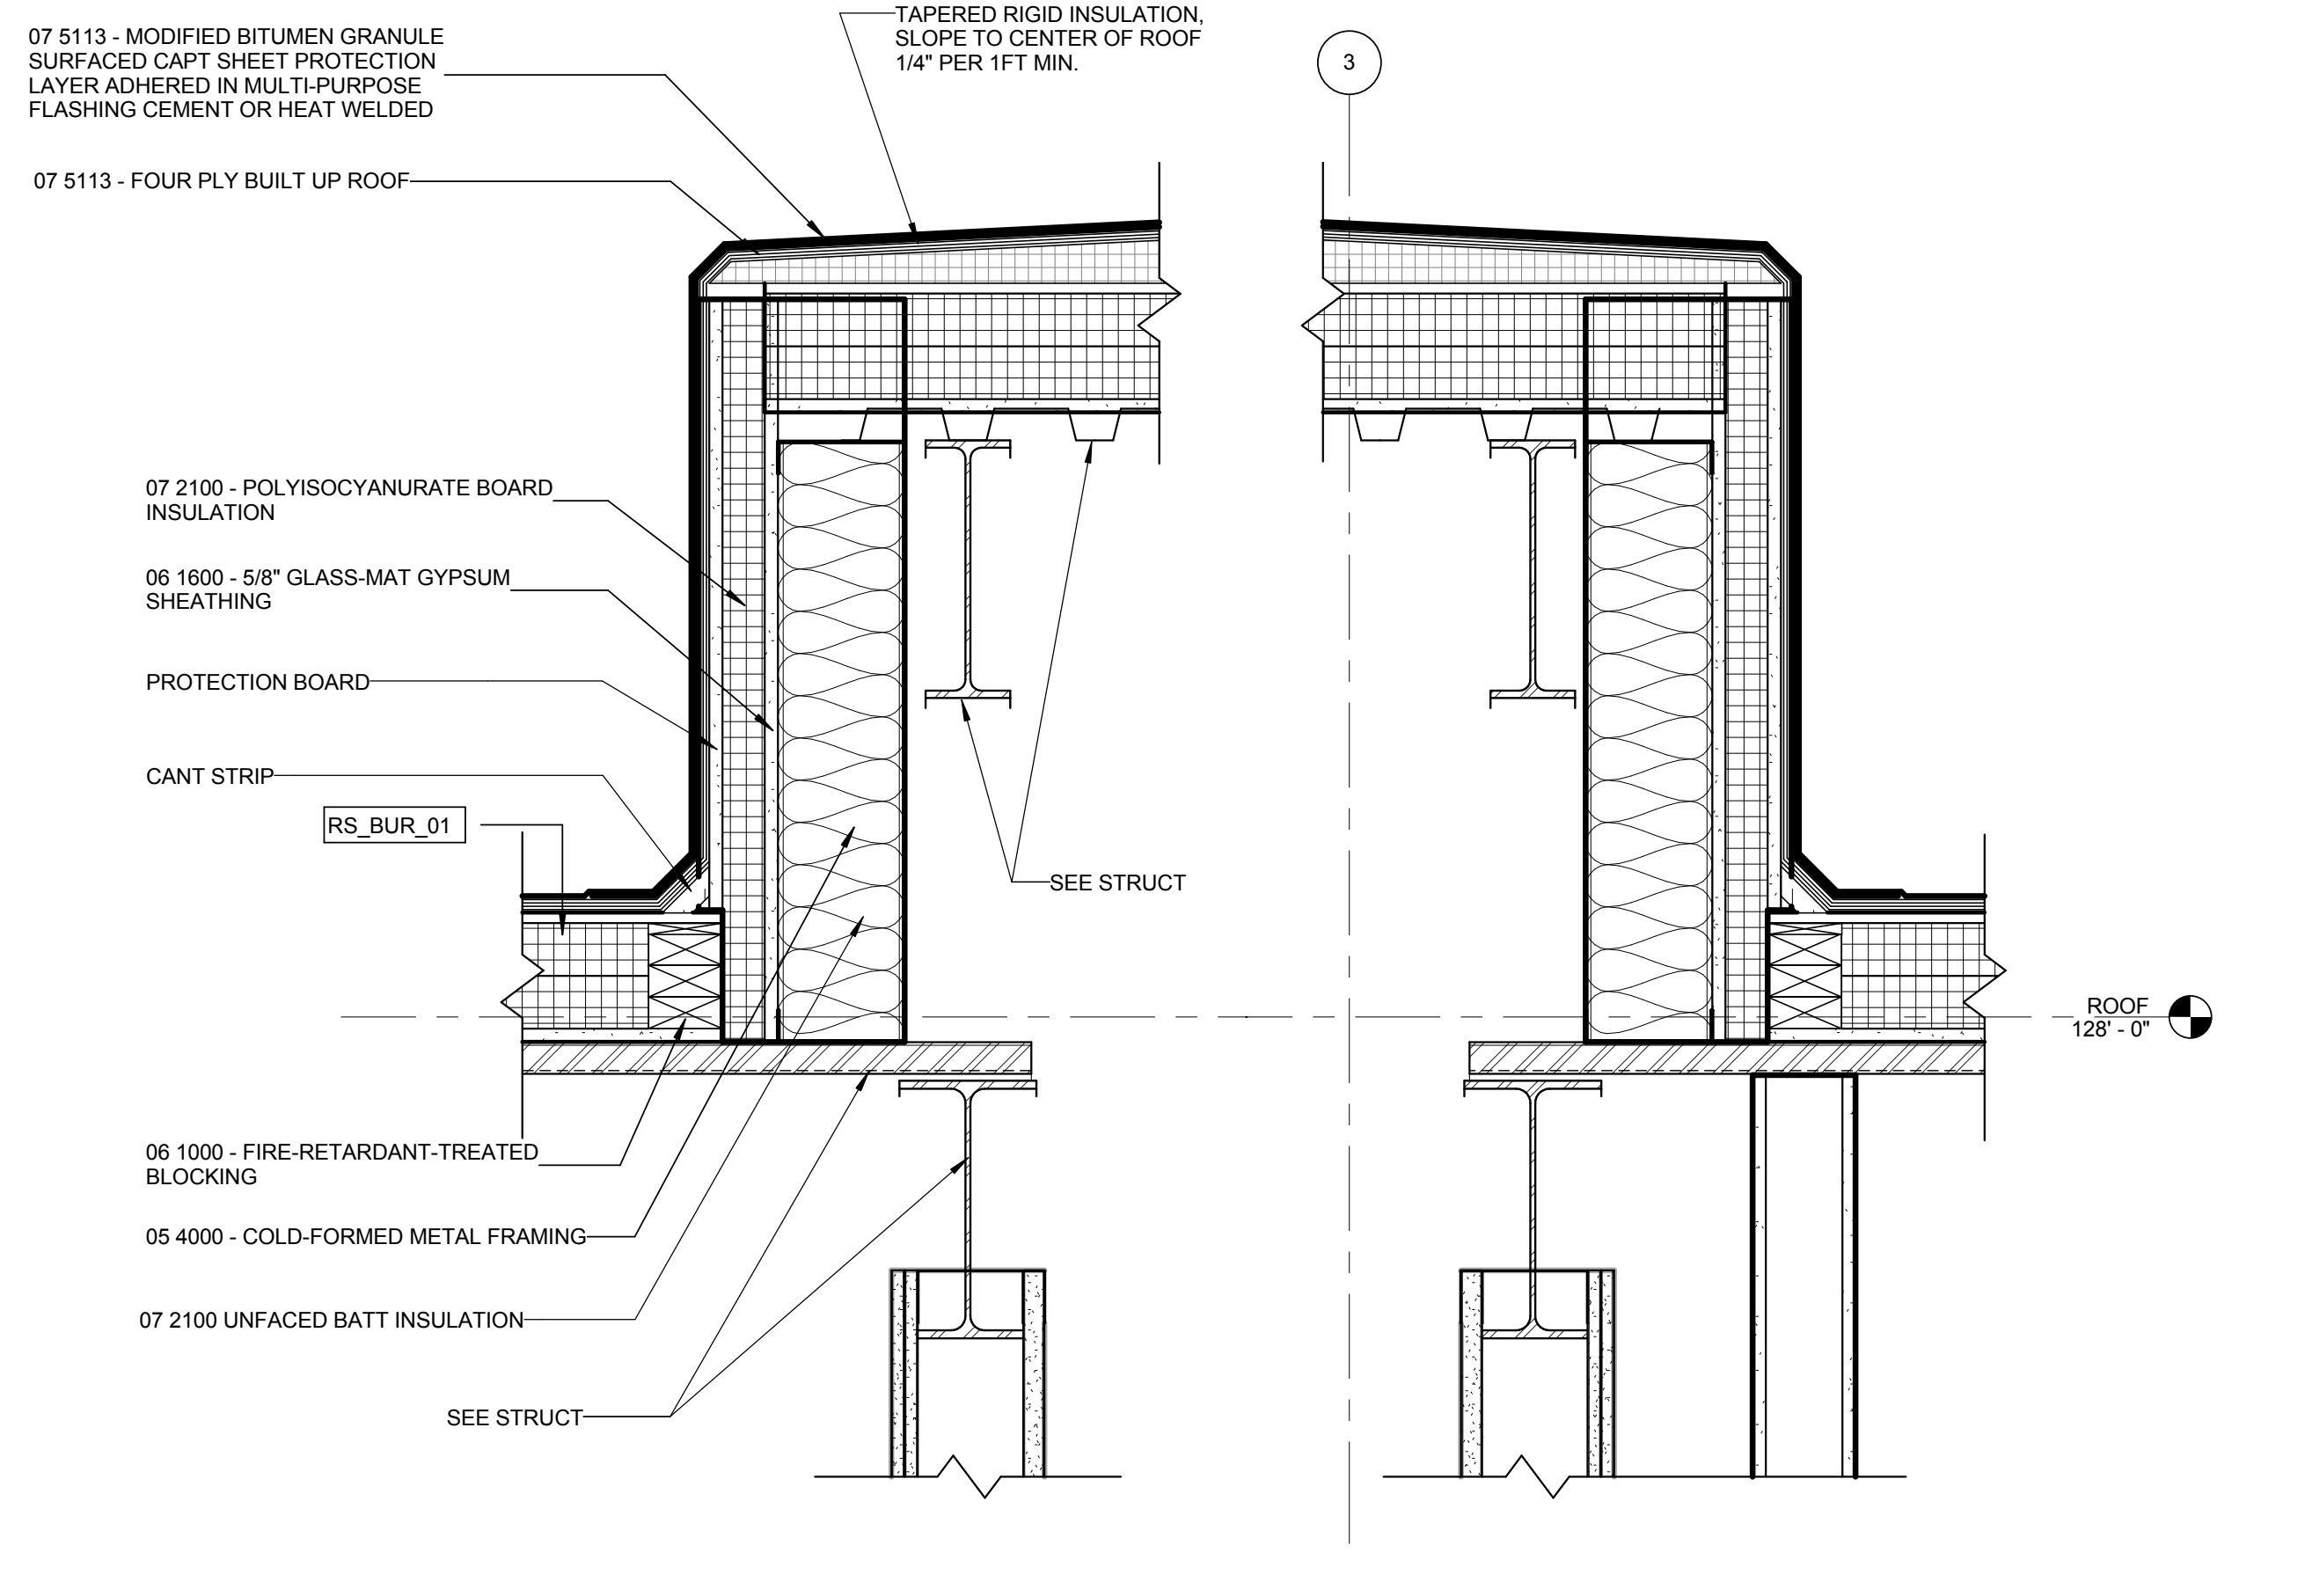 07 5113 - MODIFIED BITUMEN GRANULE
SURFACED CAPT SHEET PROTECTION
LAYER ADHERED IN MULTI-PURPOSE
FLASHING CEMENT OR HEAT WELDED
TAPERED RIGID INSULATION,
SLOPE TO CENTER OF ROOF
1/4" PER 1FT MIN.
3
07 5113 - FOUR PLY BUILT UP ROOF
07 2100 - POLYISOCYANURATE BOARD
INSULATION
06 1600 - 5/8" GLASS-MAT GYPSUM
SHEATHING
PROTECTION BOARD
CANT STRIP
RS_BUR_01
SEE STRUCT
ROOF
128' - 0"
06 1000 - FIRE-RETARDANT-TREATED
BLOCKING
05 4000 - COLD-FORMED METAL FRAMING
07 2100 UNFACED BATT INSULATION
SEE STRUCT